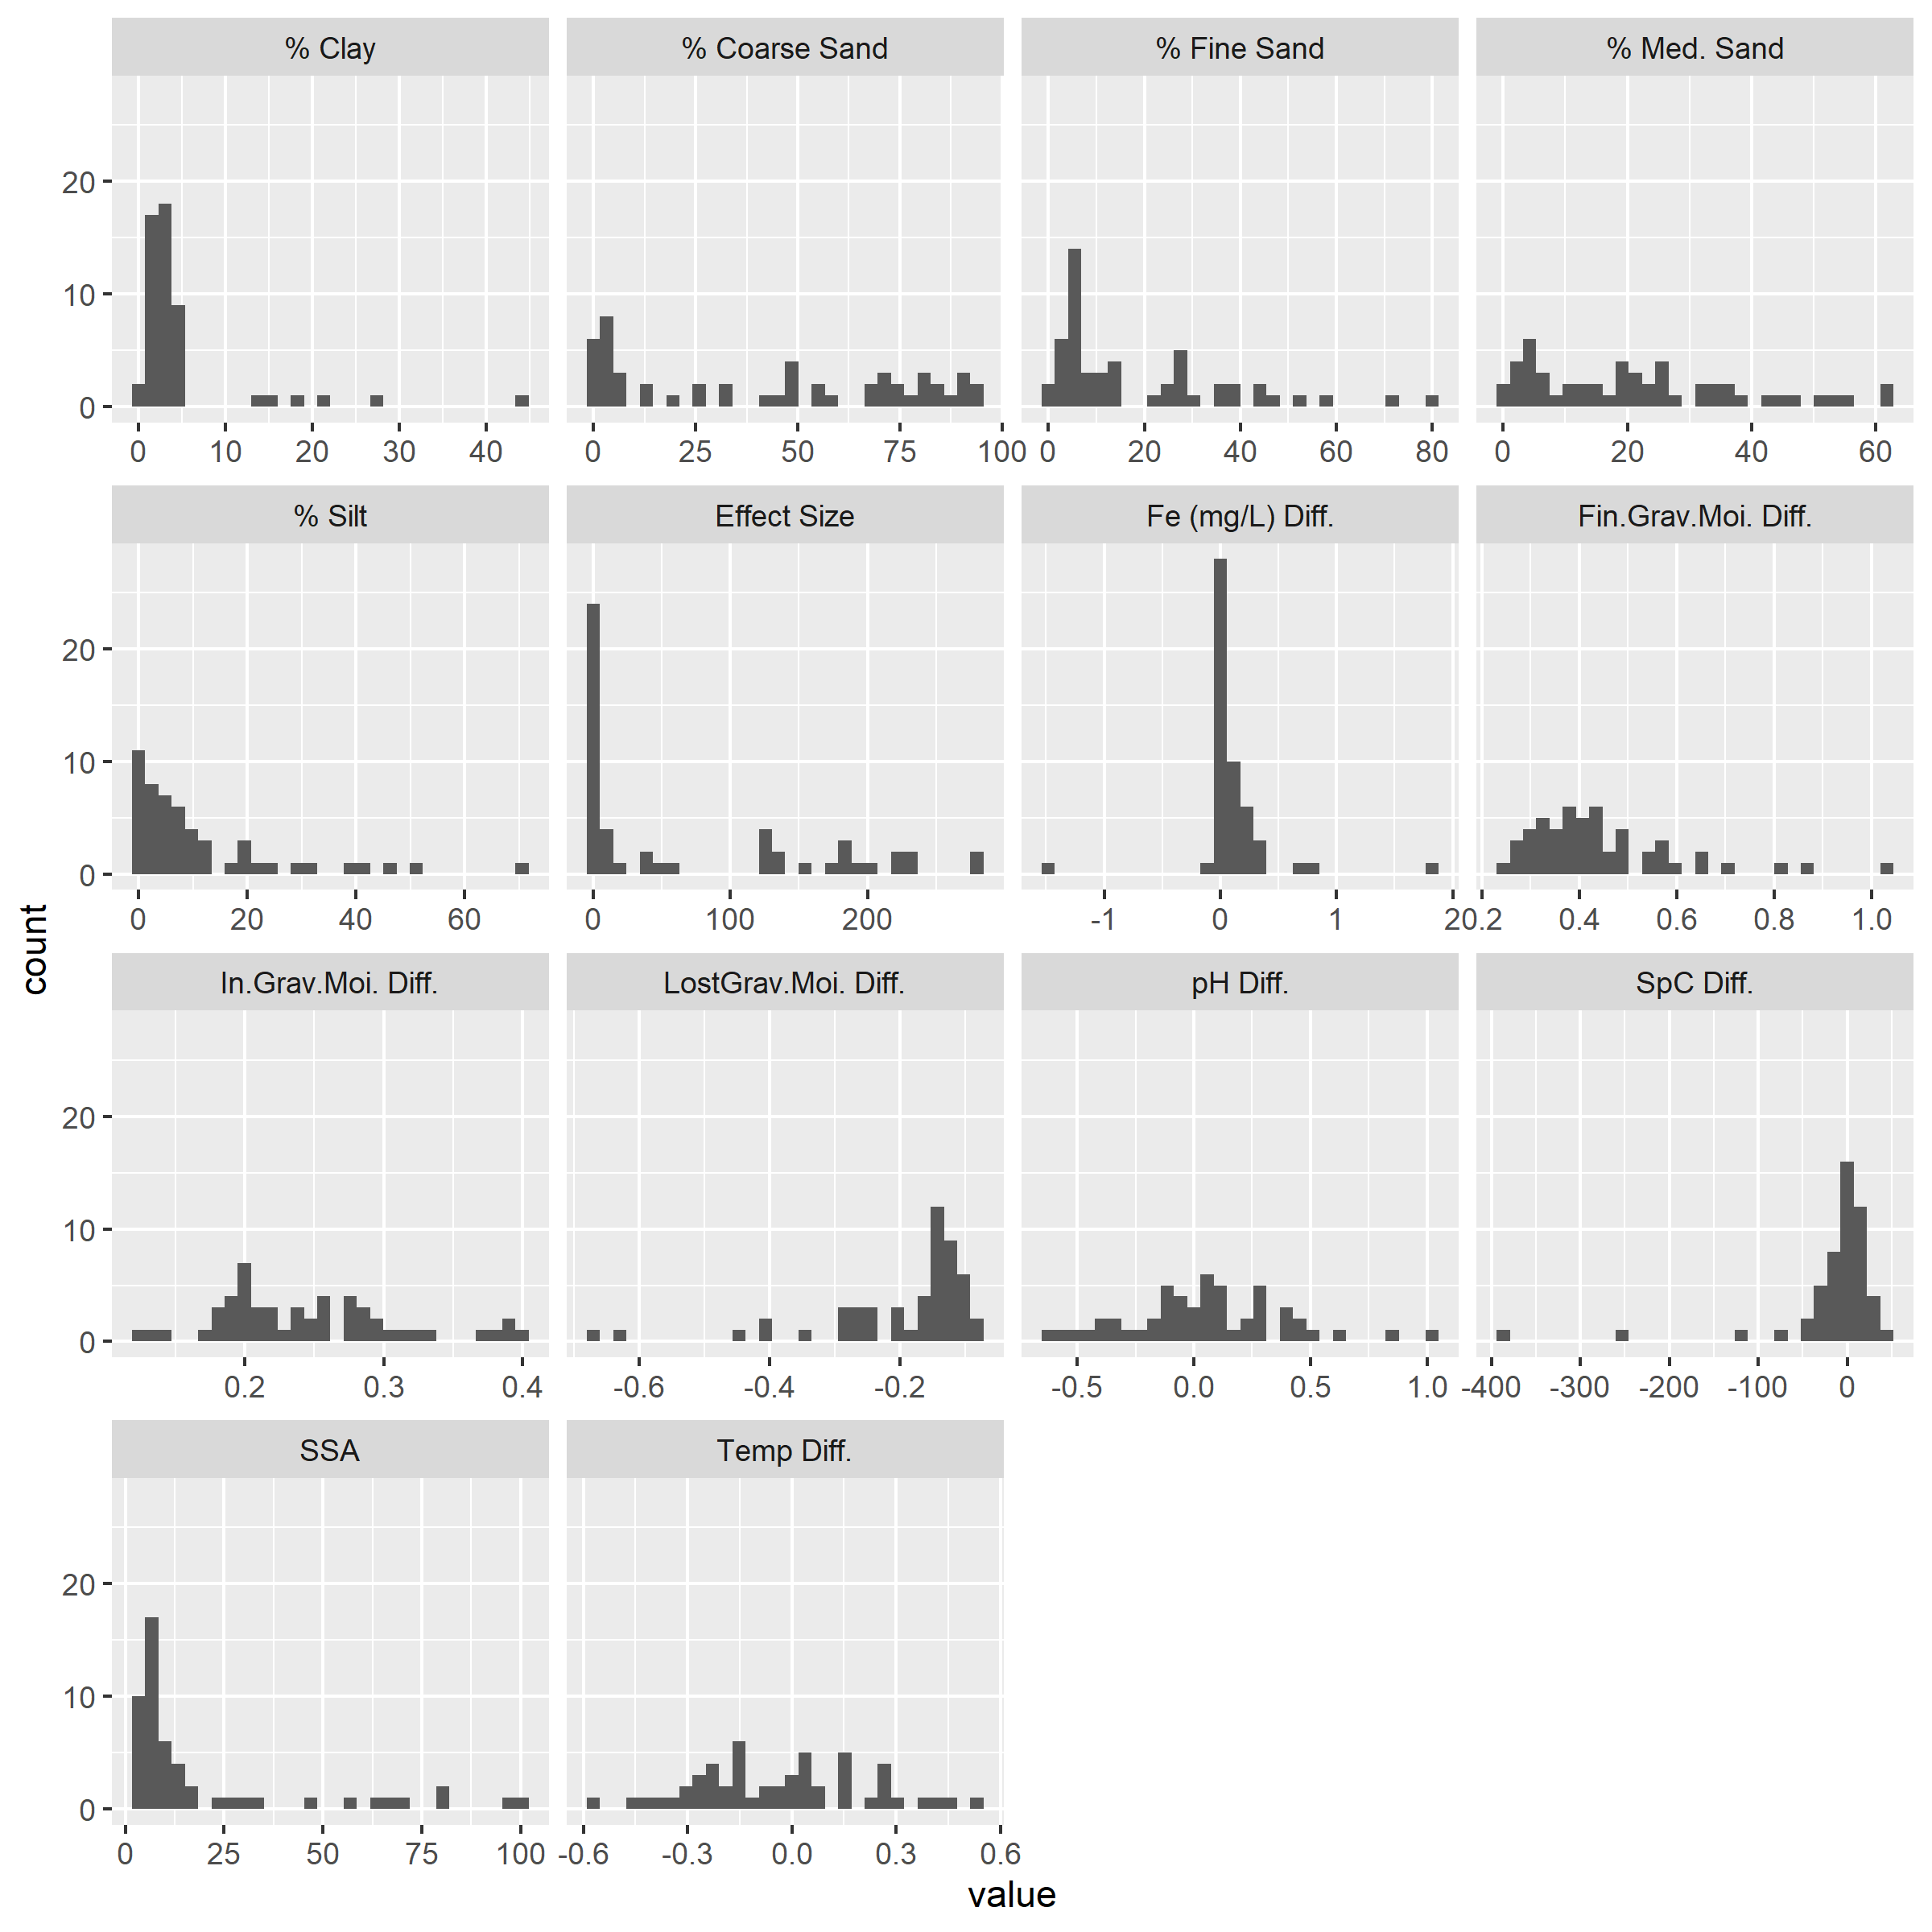 % Clay % Coarse Sand % Fine Sand % Med. Sand
20
10
0
0 10 20 30 40 0 25 50 75 100 0 20 40 60 80 0 20 40 60
% Silt Effect Size Fe (mg/L) Diff. Fin.Grav.Moi. Diff.
20
10
0
0 20 40 60 0 100 200 -1 0 1 2 0.2 0.4 0.6 0.8 1.0
count
In.Grav.Moi. Diff. LostGrav.Moi. Diff. pH Diff. SpC Diff.
20
10
0
0.2 0.3 0.4 -0.6 -0.4 -0.2 -0.5 0.0 0.5 1.0 -400 -300 -200 -100 0
SSA Temp Diff.
20
10
0
0 25 50 75 100 -0.6 -0.3 0.0 0.3 0.6
value